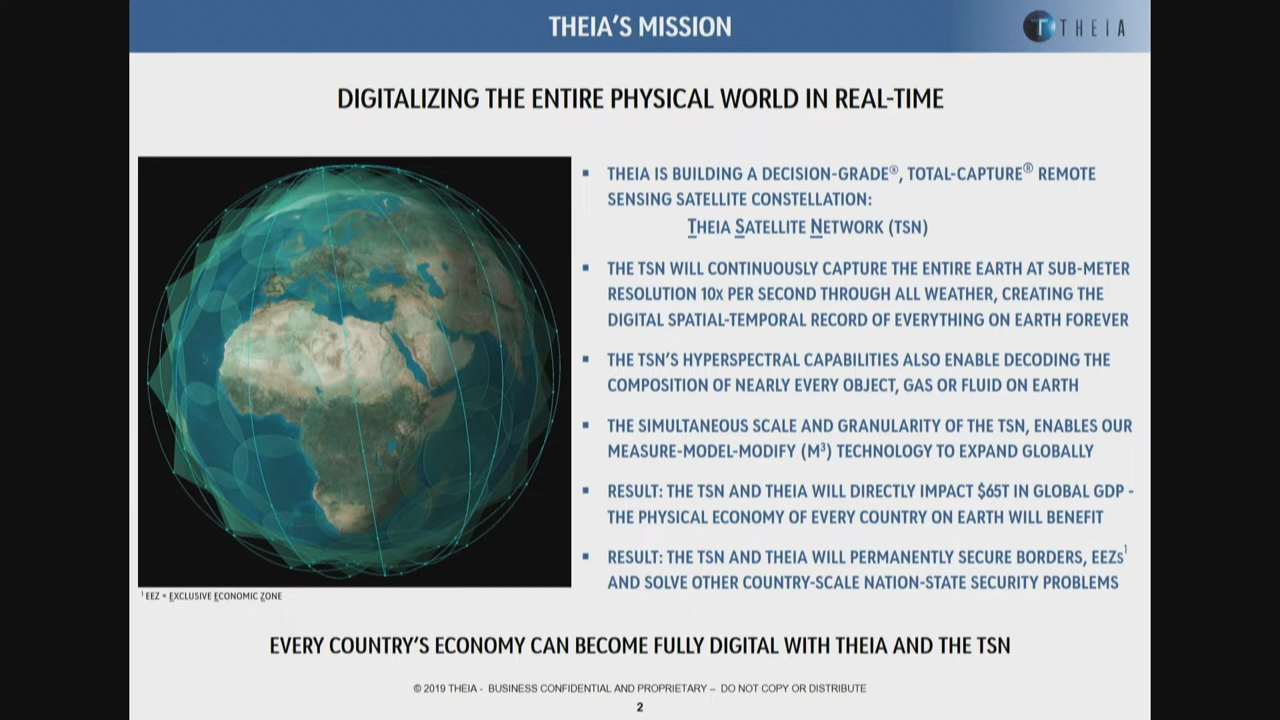 THEIA'S MISSION
THEIA
DIGITALIZING THE ENTIRE PHYSICAL WORLD IN REAL-TIME
▪ THEIA IS BUILDING A DECISION-GRADE®, TOTAL-CAPTURE® REMOTE
SENSING SATELLITE CONSTELLATION:
THEIA SATELLITE NETWORK (TSN)
▪ THE TSN WILL CONTINUOUSLY CAPTURE THE ENTIRE EARTH AT SUB-METER
RESOLUTION 10X PER SECOND THROUGH ALL WEATHER, CREATING THE
DIGITAL SPATIAL-TEMPORAL RECORD OF EVERYTHING ON EARTH FOREVER
▪ THE TSN'S HYPERSPECTRAL CAPABILITIES ALSO ENABLE DECODING THE
COMPOSITION OF NEARLY EVERY OBJECT, GAS OR FLUID ON EARTH
▪ THE SIMULTANEOUS SCALE AND GRANULARITY OF THE TSN, ENABLES OUR
MEASURE-MODEL-MODIFY (M³) TECHNOLOGY TO EXPAND GLOBALLY
▪ RESULT: THE TSN AND THEIA WILL DIRECTLY IMPACT $65T IN GLOBAL GDP -
THE PHYSICAL ECONOMY OF EVERY COUNTRY ON EARTH WILL BENEFIT
▪ RESULT: THE TSN AND THEIA WILL PERMANENTLY SECURE BORDERS, EEZS¹
AND SOLVE OTHER COUNTRY-SCALE NATION-STATE SECURITY PROBLEMS
¹ EEZ = EXCLUSIVE ECONOMIC ZONE
EVERY COUNTRY'S ECONOMY CAN BECOME FULLY DIGITAL WITH THEIA AND THE TSN
© 2019 THEIA - BUSINESS CONFIDENTIAL AND PROPRIETARY – DO NOT COPY OR DISTRIBUTE
2